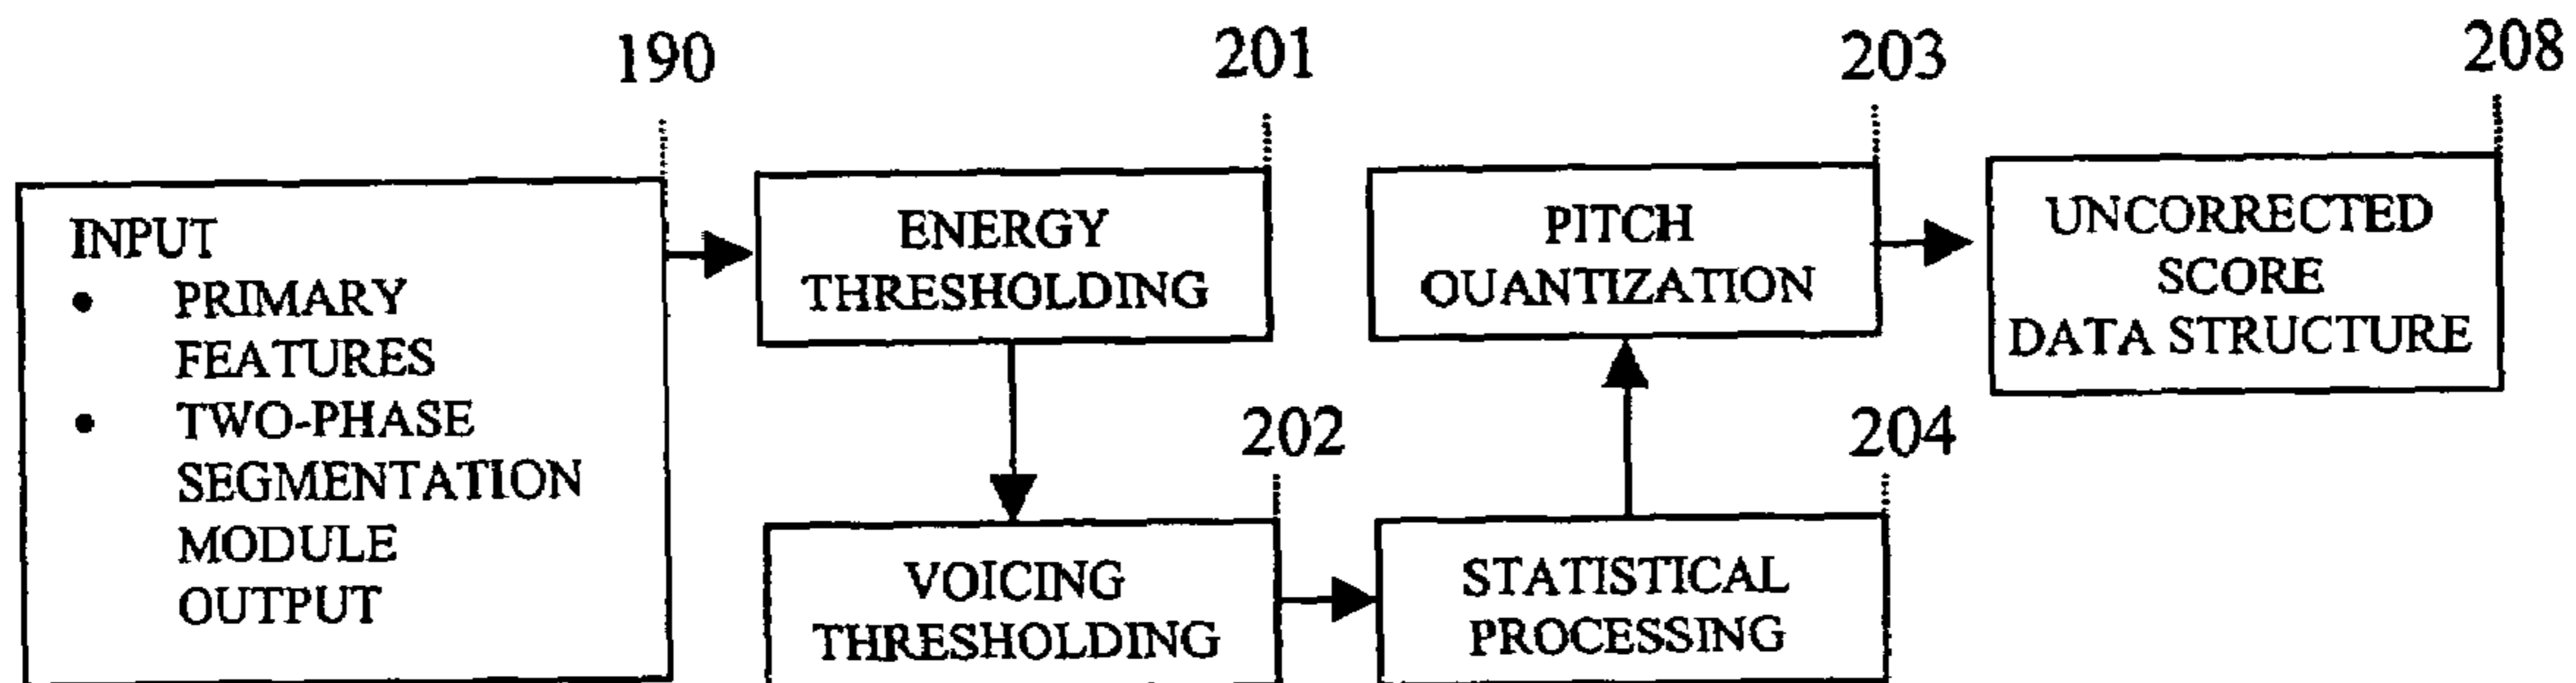 190
INPUT
• PRIMARY
FEATURES
• TWO-PHASE
SEGMENTATION
MODULE
OUTPUT
201
ENERGY
THRESHOLDING
202
VOICING
THRESHOLDING
204
STATISTICAL
PROCESSING
203
PITCH
QUANTIZATION
208
UNCORRECTED
SCORE
DATA STRUCTURE